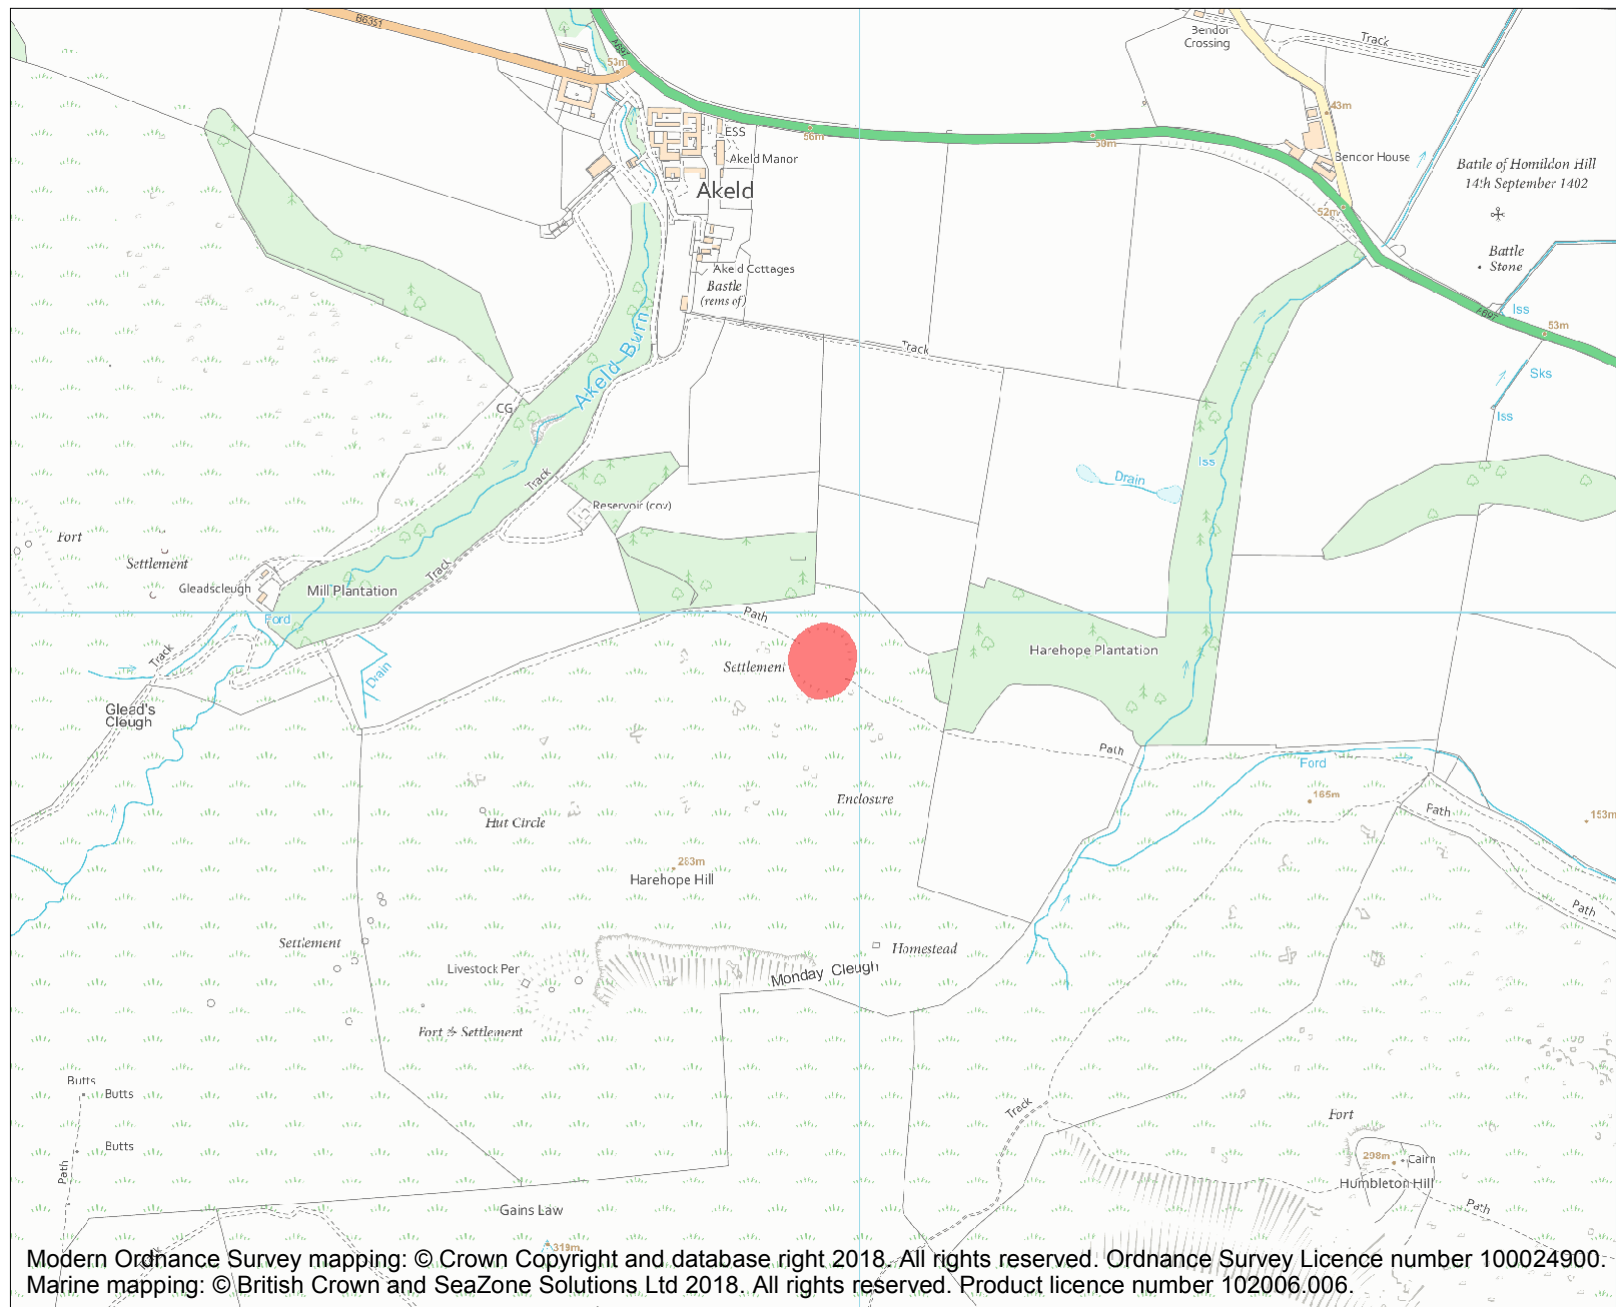 B6351
A697
53m
Bendor
Crossing
Track
43m
ESS
Akeld Manor
56m
50m
Bencor House
Battle of Homildon Hill
14th September 1402
Akeld
52m
Battle
Stone
Ake d Cottages
Bastle
(rems of)
Iss
A697
53m
Akeld Burn
Track
Sks
Iss
CG
Iss
Drain
Track
Reservoir (cov)
Fort
Settlement
Gleadscleugh
Mill Plantation
Track
Ford
Path
Track
Drain
Settlement
Harehope Plantation
Glead's
Cleugh
Path
Ford
165m
Path
153m
Enclosure
Hut Circle
263m
Harehope Hill
Path
Settlement
Homestead
Livestock Per
Monday Cleugh
Fort & Settlement
Butts
Butts
Track
Fort
Butts
Path
298m
Cairn
Humbleton Hill
Path
Gains Law
319m
Modern Ordnance Survey mapping: © Crown Copyright and database right 2018. All rights reserved. Ordnance Survey Licence number 100024900.
Marine mapping: © British Crown and SeaZone Solutions Ltd 2018. All rights reserved. Product licence number 102006.006.